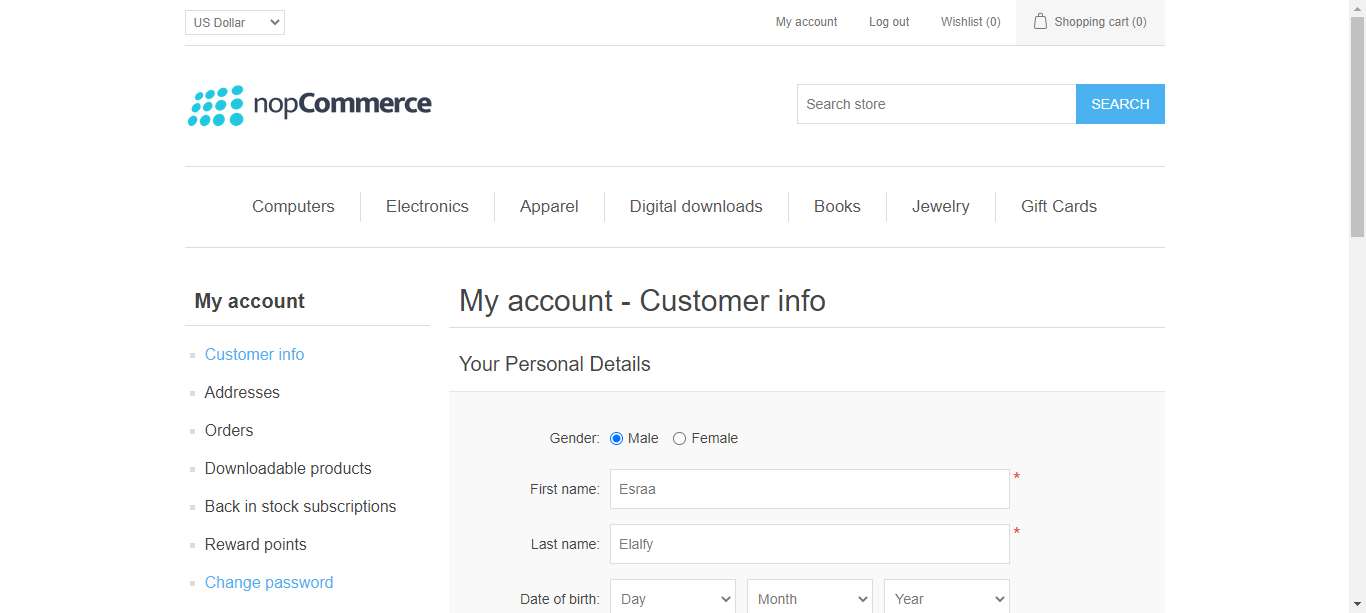 US Dollar My account Log out Wishlist (0) Shopping cart (0)
nopCommerce Search store SEARCH
Computers Electronics Apparel Digital downloads Books Jewelry Gift Cards
My account
Customer info
Addresses
Orders
Downloadable products
Back in stock subscriptions
Reward points
Change password
My account - Customer info
Your Personal Details
Gender: Male Female
First name: Esraa *
Last name: Elalfy *
Date of birth: Day Month Year